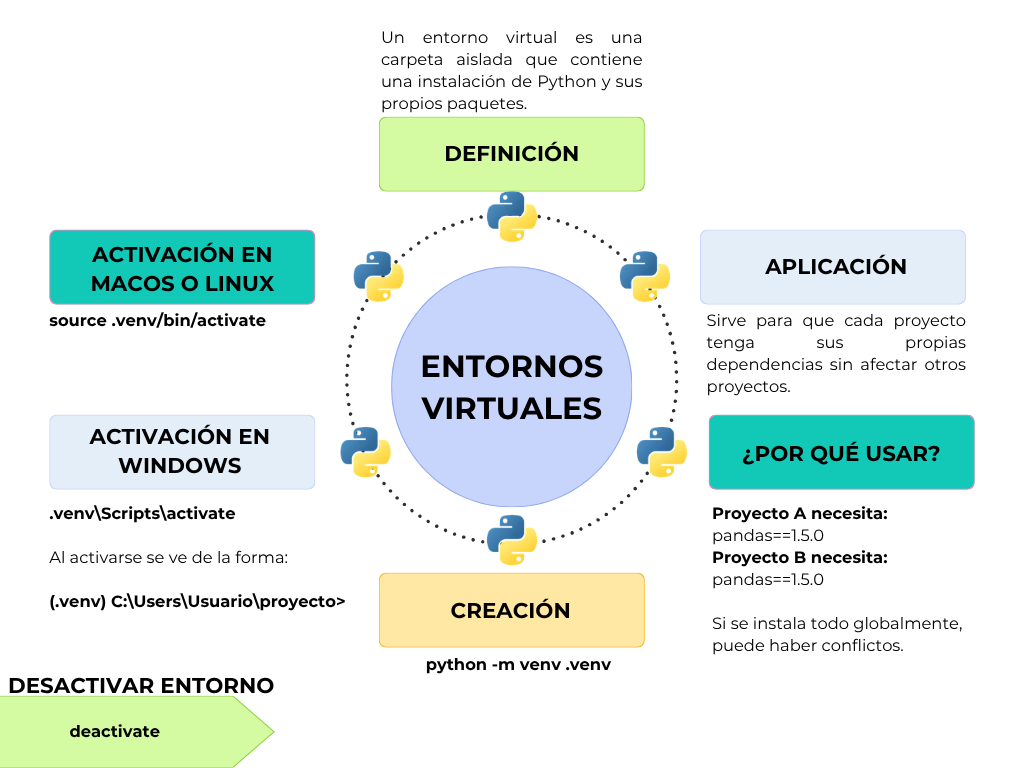 Un entorno virtual es una
carpeta aislada que contiene
una instalación de Python y sus
propios paquetes.
DEFINICIÓN
ACTIVACIÓN EN
MACOS O LINUX
source .venv/bin/activate
APLICACIÓN
Sirve para que cada proyecto
tenga sus propias
dependencias sin afectar otros
proyectos.
ENTORNOS
VIRTUALES
ACTIVACIÓN EN
WINDOWS
.venv\Scripts\activate
Al activarse se ve de la forma:
(.venv) C:\Users\Usuario\proyecto>
¿POR QUÉ USAR?
Proyecto A necesita:
pandas==1.5.0
Proyecto B necesita:
pandas==1.5.0
Si se instala todo globalmente,
puede haber conflictos.
CREACIÓN
python -m venv .venv
DESACTIVAR ENTORNO
deactivate